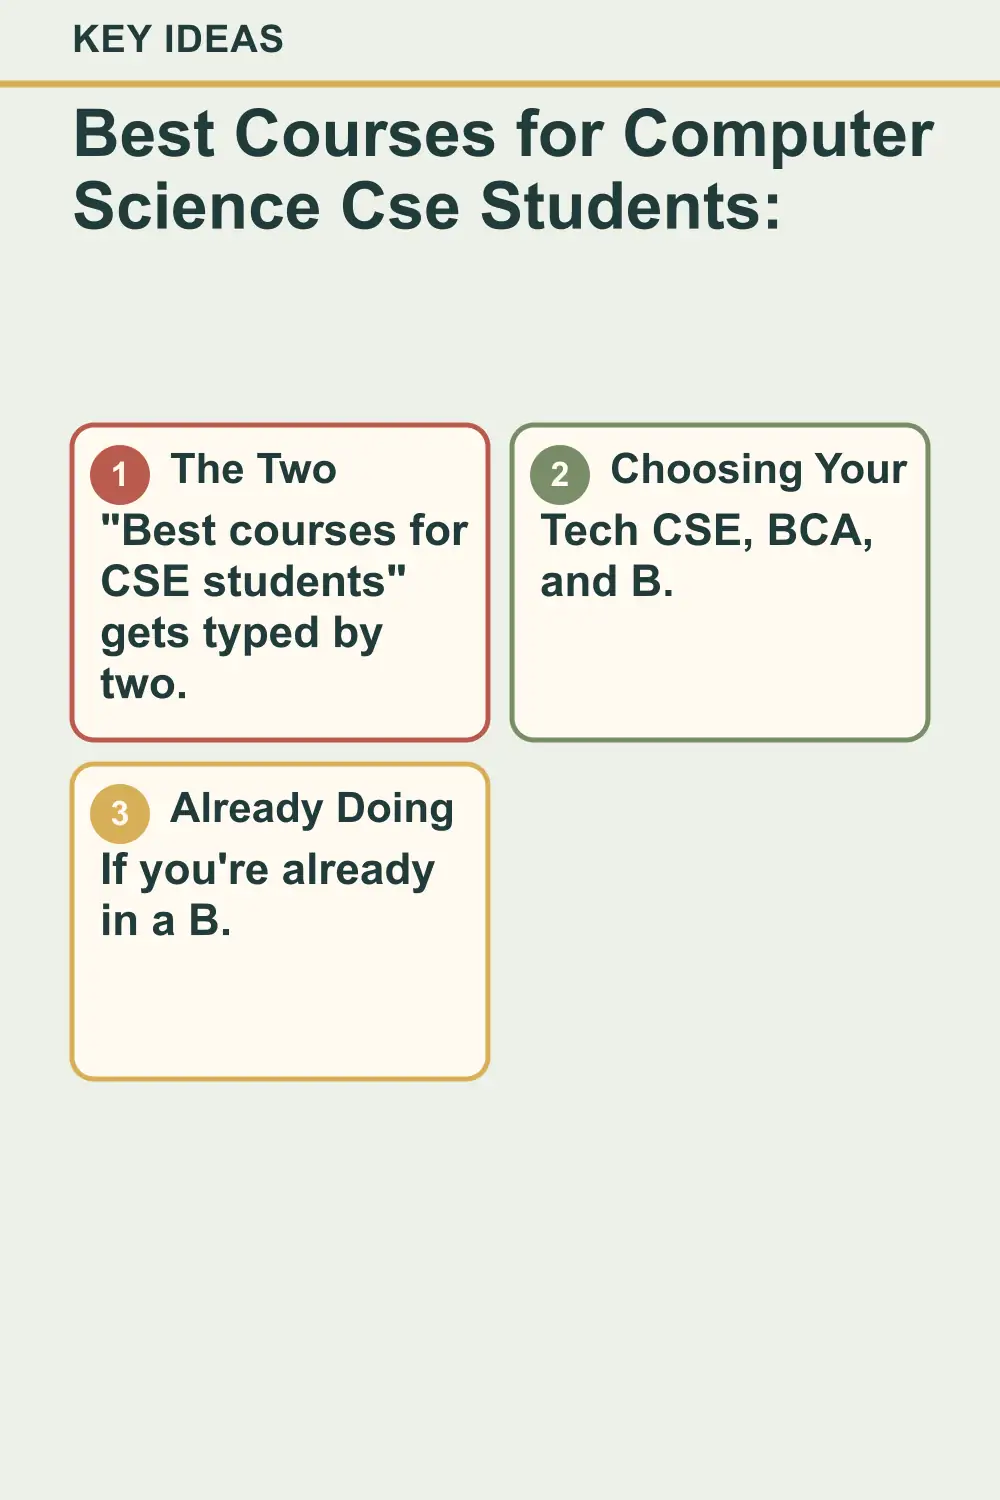 KEY IDEAS
Best Courses for Computer
Science Cse Students:
1 The Two
"Best courses for
CSE students"
gets typed by
two.
2 Choosing Your
Tech CSE, BCA,
and B.
3 Already Doing
If you're already
in a B.